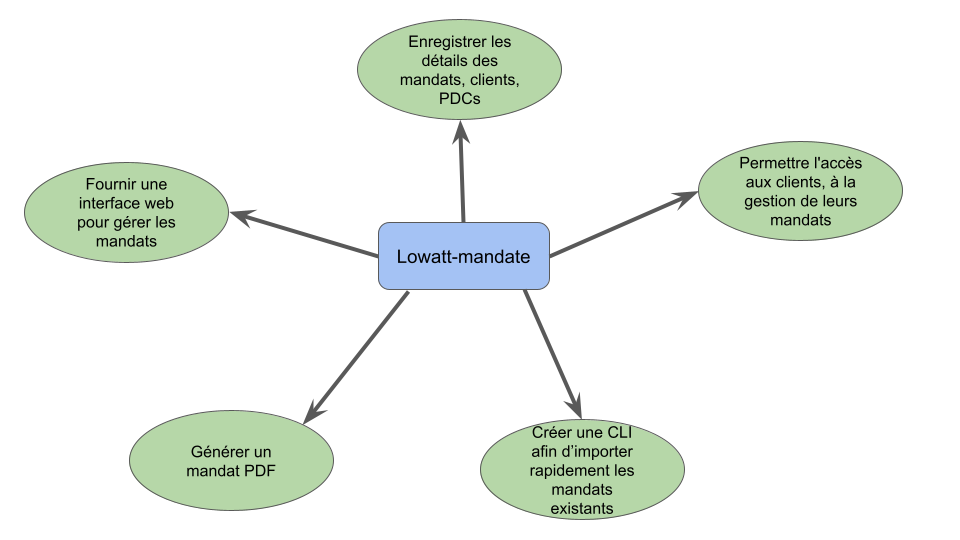 Enregistrer les
détails des
mandats, clients,
PDCs
Permettre l'accès
aux clients, à la
gestion de leurs
mandats
Fournir une
interface web
pour gérer les
mandats
Lowatt-mandate
Générer un
mandat PDF
Créer une CLI
afin d’importer
rapidement les
mandats
existants